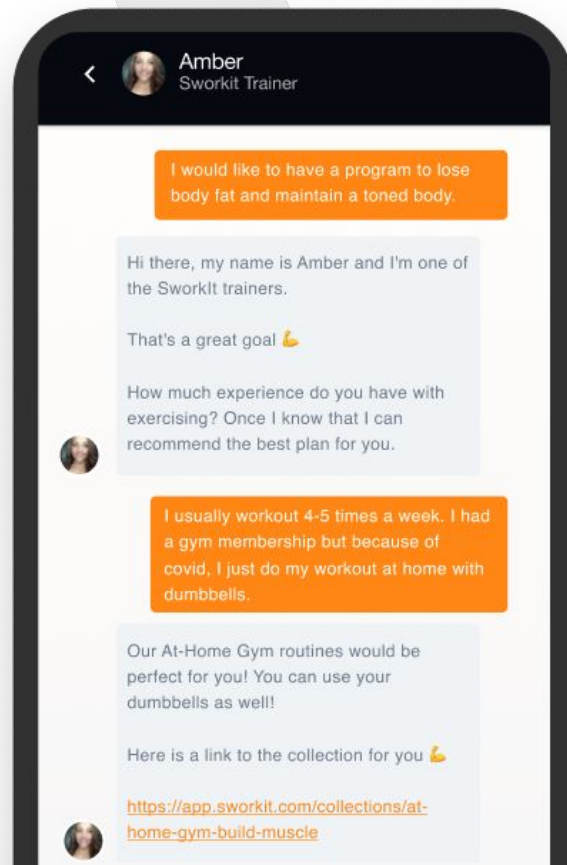 Amber
Sworkit Trainer
I would like to have a program to lose
body fat and maintain a toned body.
Hi there, my name is Amber and I'm one of
the SworkIt trainers.
That's a great goal 💪
How much experience do you have with
exercising? Once I know that I can
recommend the best plan for you.
I usually workout 4-5 times a week. I had
a gym membership but because of
covid, I just do my workout at home with
dumbbells.
Our At-Home Gym routines would be
perfect for you! You can use your
dumbbells as well!
Here is a link to the collection for you 💪
https://app.sworkit.com/collections/at-
home-gym-build-muscle